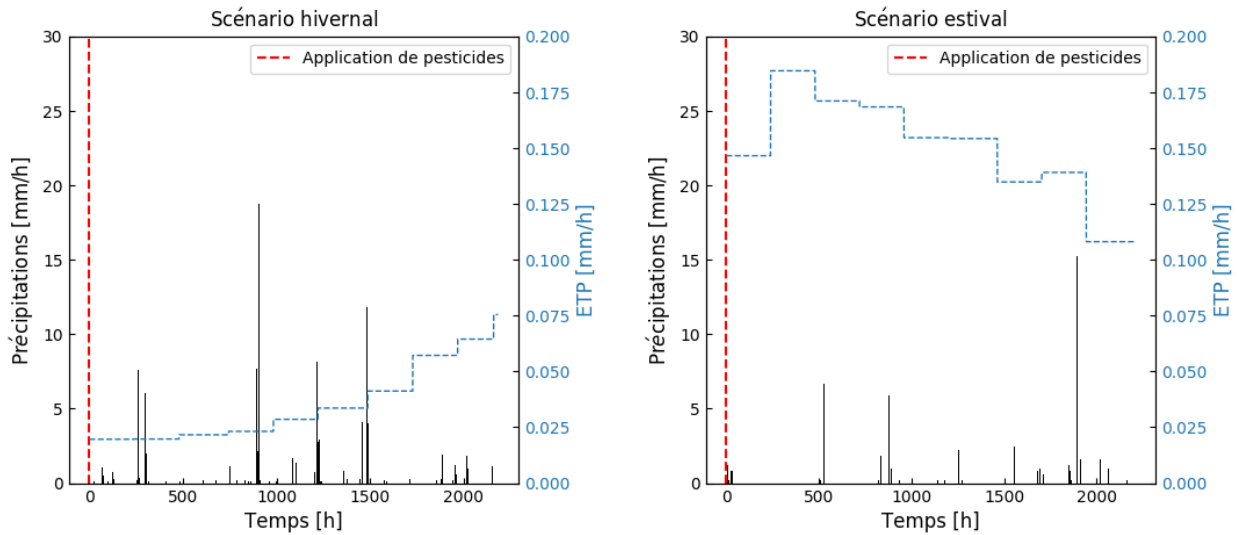 Scénario hivernal
Application de pesticides
Précipitations [mm/h]
30
25
20
15
10
5
0
0.200
0.175
0.150
0.125
0.100
0.075
0.050
0.025
0.000
ETP [mm/h]
0 500 1000 1500 2000
Temps [h]
Scénario estival
Application de pesticides
Précipitations [mm/h]
30
25
20
15
10
5
0
0.200
0.175
0.150
0.125
0.100
0.075
0.050
0.025
0.000
ETP [mm/h]
0 500 1000 1500 2000
Temps [h]